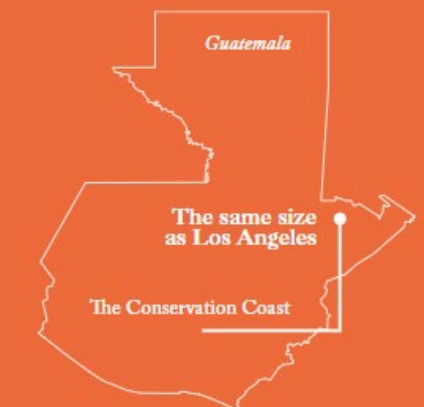 Guatemala
The same size
as Los Angeles
The Conservation Coast